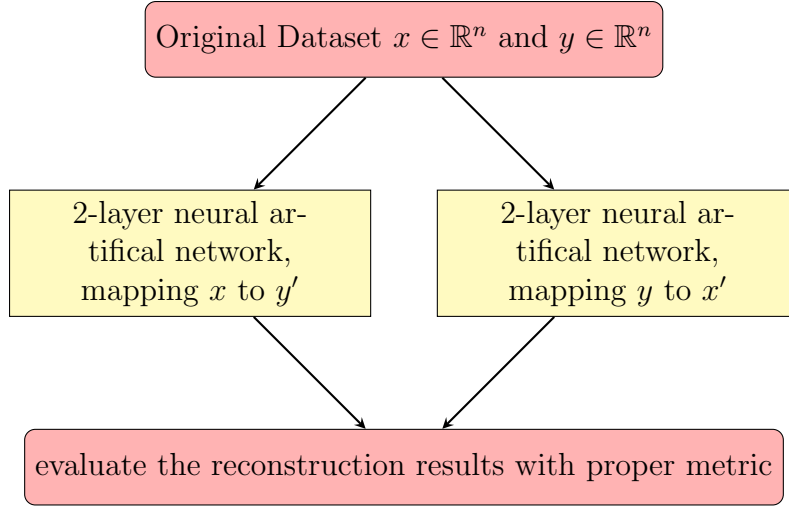 Original Dataset x ∈ ℝⁿ and y ∈ ℝⁿ
2-layer neural ar-
tifical network,
mapping x to y′
2-layer neural ar-
tifical network,
mapping y to x′
evaluate the reconstruction results with proper metric